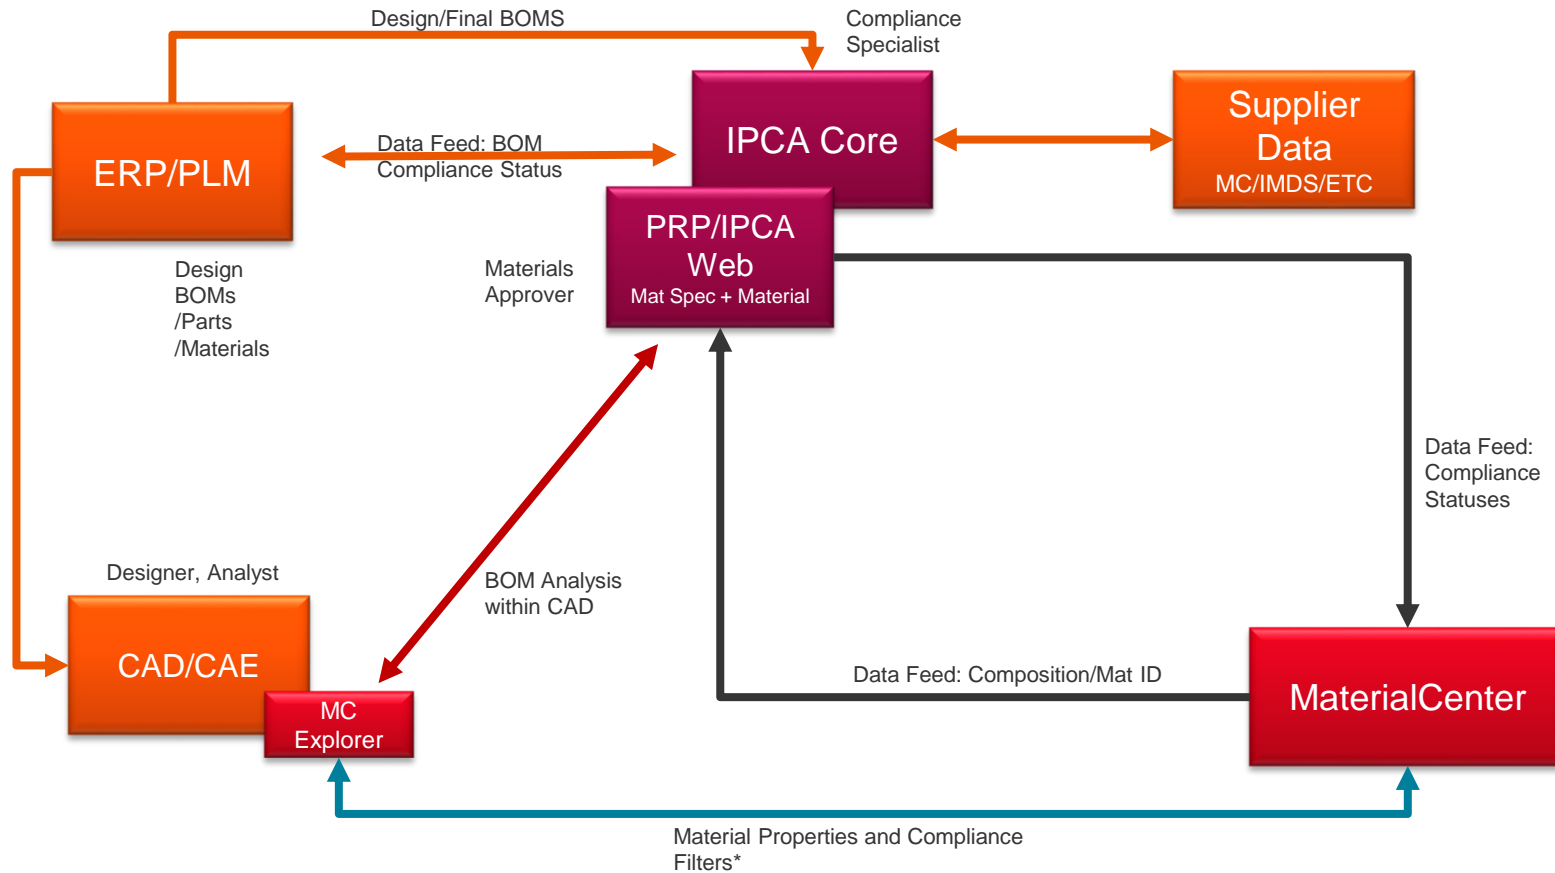 Design/Final BOMS
Compliance
Specialist
ERP/PLM
Data Feed: BOM
Compliance Status
IPCA Core
Supplier
Data
MC/IMDS/ETC
PRP/IPCA
Web
Mat Spec + Material
Design
BOMs
/Parts
/Materials
Materials
Approver
Data Feed:
Compliance
Statuses
Designer, Analyst
BOM Analysis
within CAD
CAD/CAE
MC
Explorer
Data Feed: Composition/Mat ID
MaterialCenter
Material Properties and Compliance
Filters*